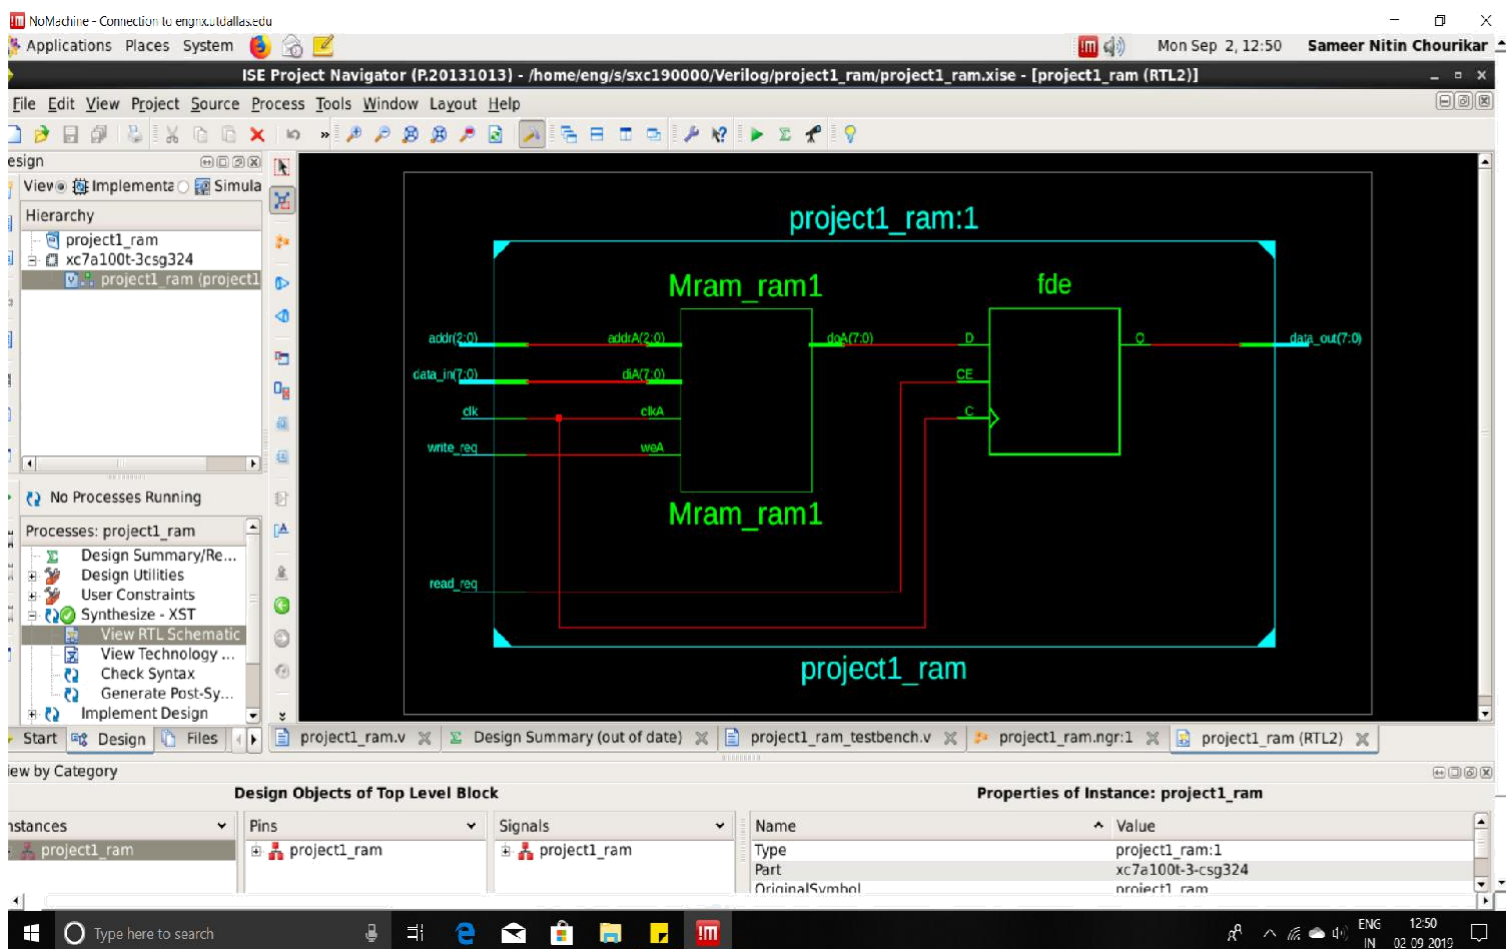 NoMachine - Connection to engnx.utdallas.edu
Applications Places System Mon Sep 2, 12:50 Sameer Nitin Chourikar
ISE Project Navigator (P.20131013) - /home/eng/s/sxc190000/Verilog/project1_ram/project1_ram.xise - [project1_ram (RTL2)]
File Edit View Project Source Process Tools Window Layout Help
esign
View Implementa Simula
Hierarchy
project1_ram
xc7a100t-3csg324
project1_ram (project1
No Processes Running
Processes: project1_ram
Design Summary/Re...
Design Utilities
User Constraints
Synthesize - XST
View RTL Schematic
View Technology ...
Check Syntax
Generate Post-Sy...
Implement Design
Start Design Files
project1_ram:1
Mram_ram1 fde
addr(2:0) addrA(2:0) doA(7:0) D Q data_out(7:0)
data_in(7:0) diA(7:0) CE
clk clkA C
write_req weA
Mram_ram1
read_req
project1_ram
project1_ram.v Design Summary (out of date) project1_ram_testbench.v project1_ram.ngr:1 project1_ram (RTL2)
iew by Category
Design Objects of Top Level Block Properties of Instance: project1_ram
nstances Pins Signals Name Value
project1_ram project1_ram project1_ram Type project1_ram:1
Part xc7a100t-3-csg324
OriginalSymbol project1_ram
Type here to search
ENG 12:50
IN 02-09-2019